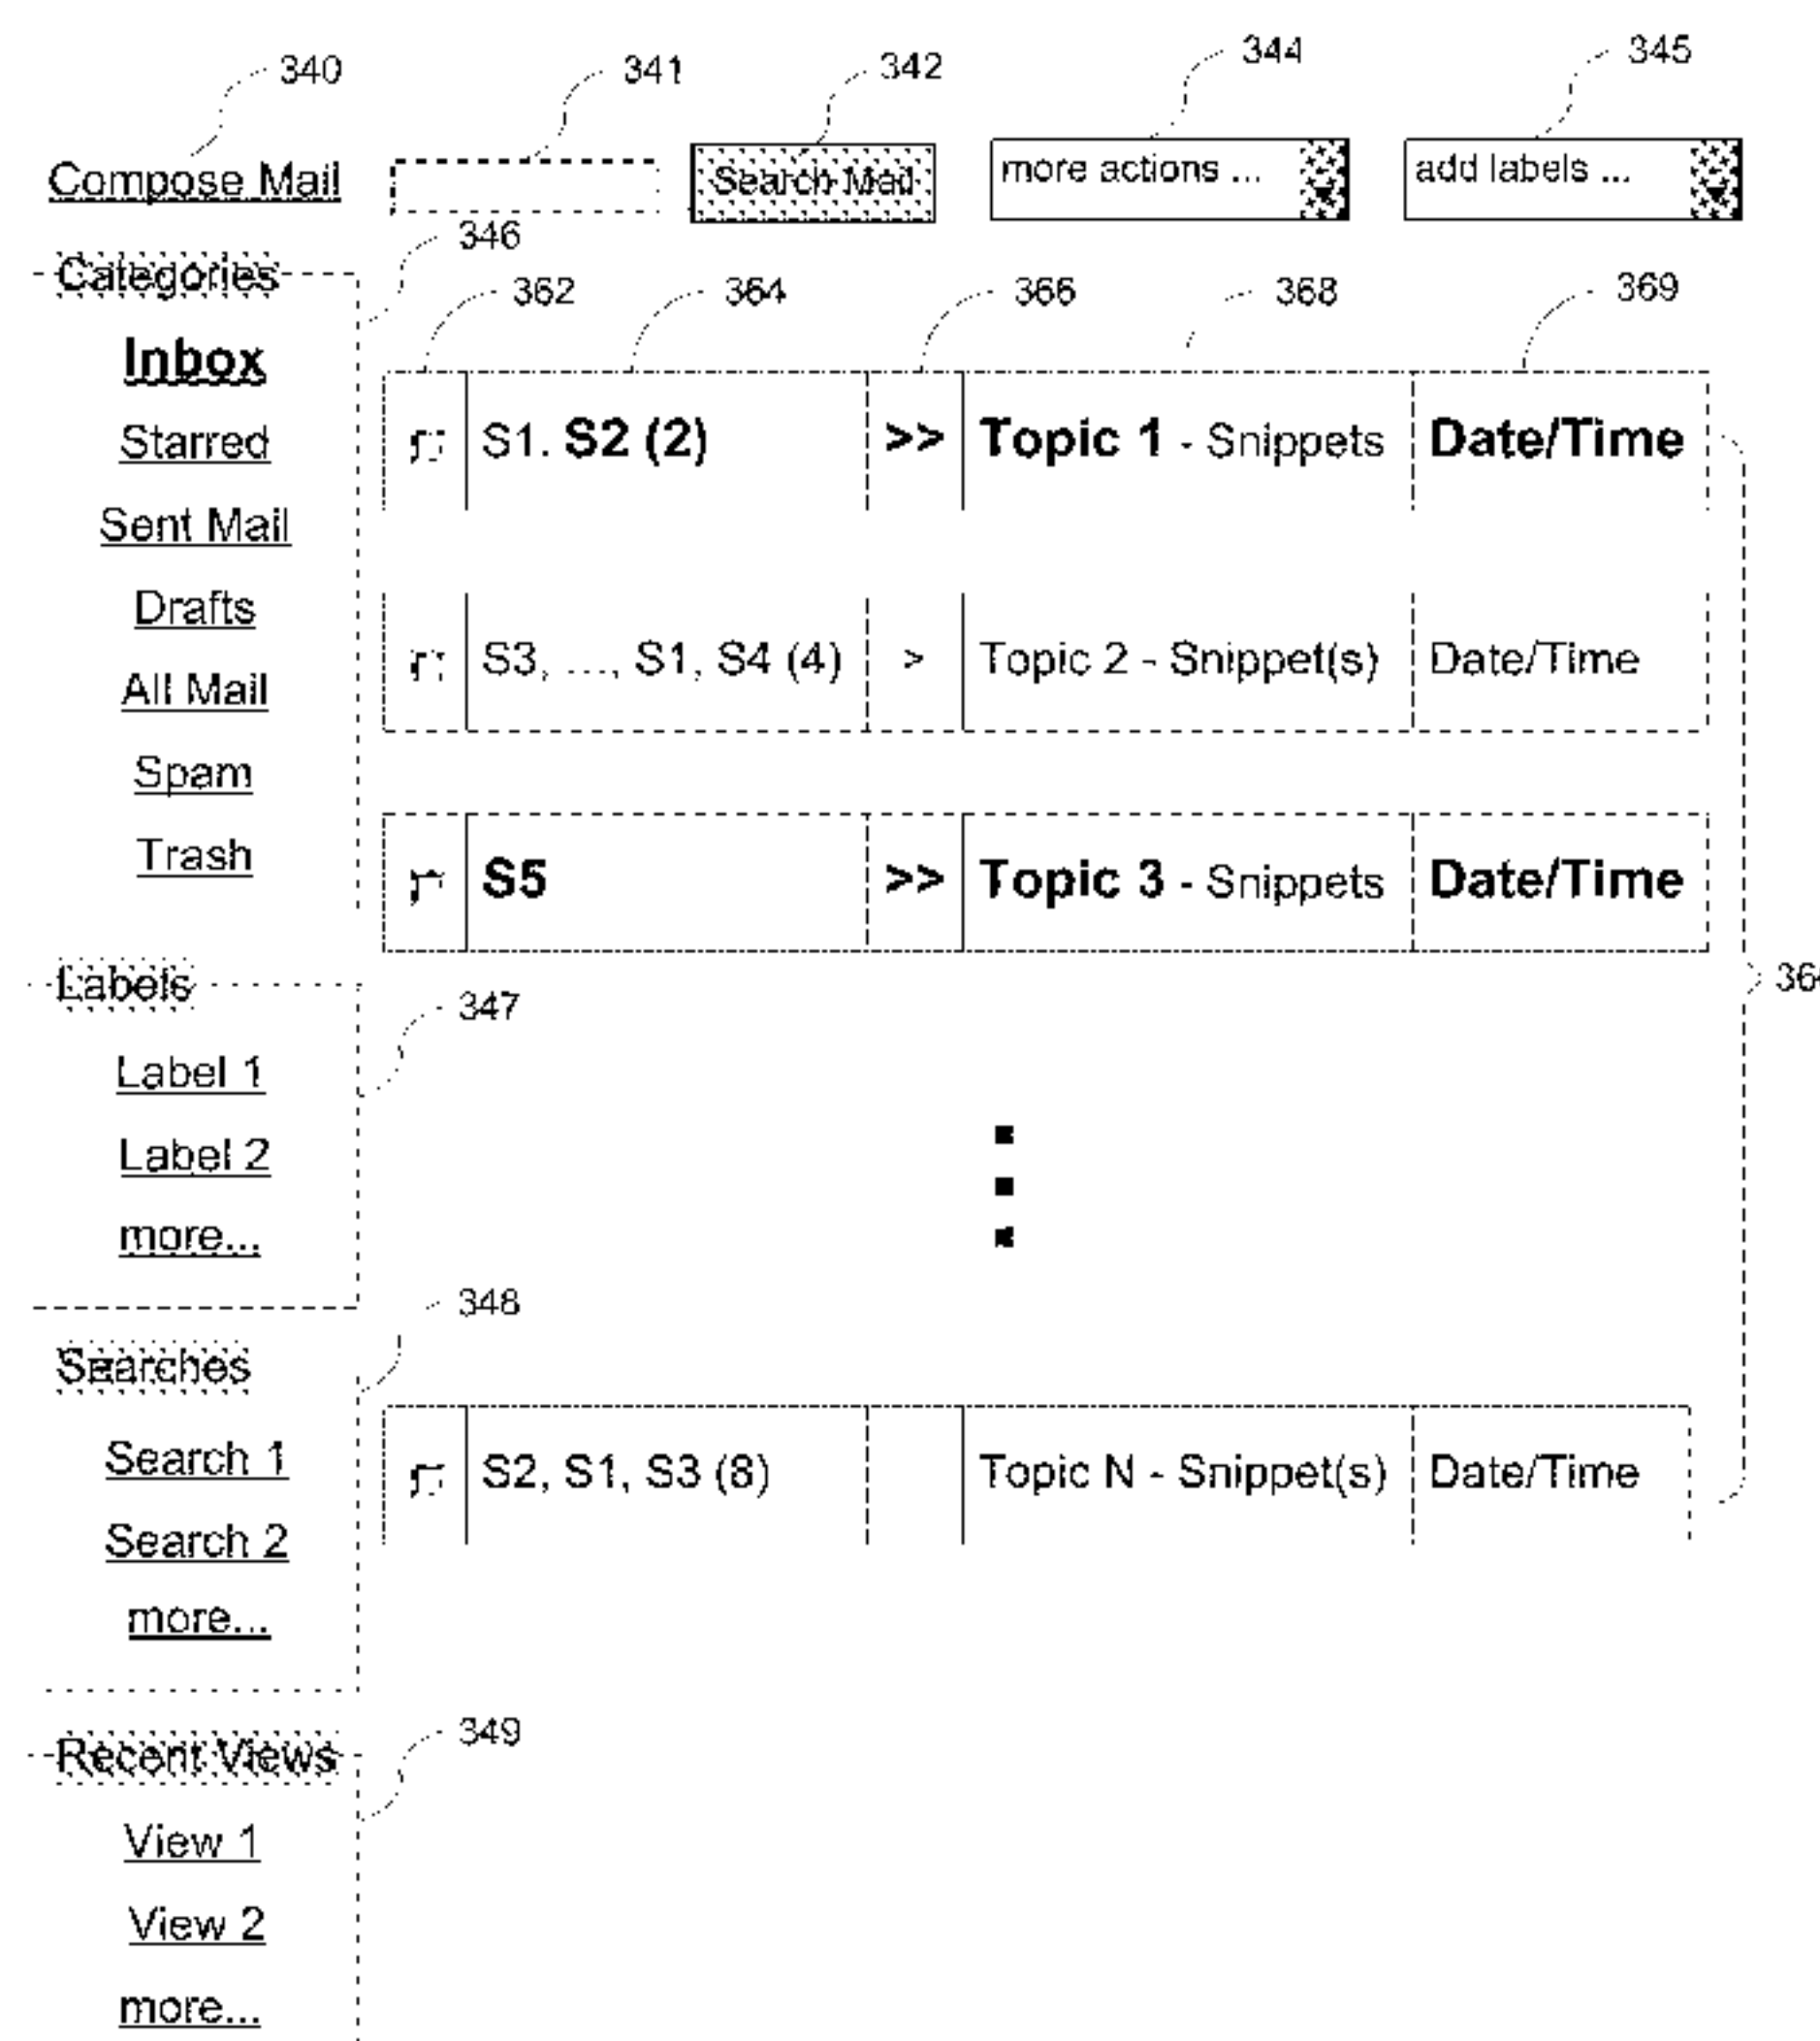 340 341 342 344 345
Compose Mail Search Mail more actions ... add labels ...
346
Categories
362 364 366 368 369
Inbox
S1. S2 (2) >> Topic 1 - Snippets Date/Time
Starred
Sent Mail
Drafts
S3, ..., S1, S4 (4) > Topic 2 - Snippet(s) Date/Time
All Mail
Spam
Trash
S5 >> Topic 3 - Snippets Date/Time
Labels
364
347
Label 1
Label 2
more...
348
Searches
Search 1
S2, S1, S3 (8) Topic N - Snippet(s) Date/Time
Search 2
more...
349
Recent Views
View 1
View 2
more...